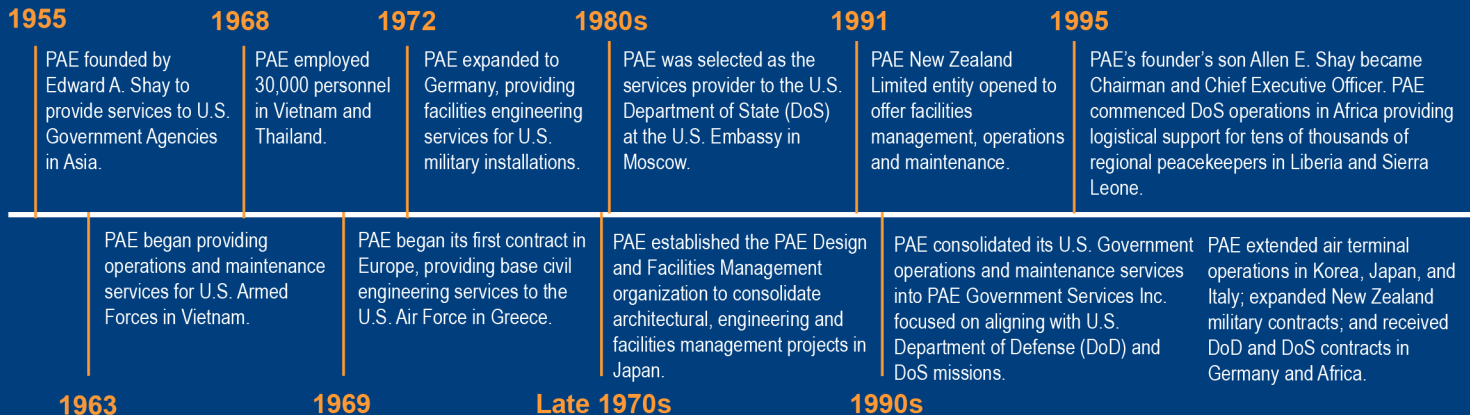 1955
PAE founded by
Edward A. Shay to
provide services to U.S.
Government Agencies
in Asia.
1968
PAE employed
30,000 personnel
in Vietnam and
Thailand.
1972
PAE expanded to
Germany, providing
facilities engineering
services for U.S.
military installations.
1980s
PAE was selected as the
services provider to the U.S.
Department of State (DoS)
at the U.S. Embassy in
Moscow.
1991
PAE New Zealand
Limited entity opened to
offer facilities
management, operations
and maintenance.
1995
PAE’s founder’s son Allen E. Shay became
Chairman and Chief Executive Officer. PAE
commenced DoS operations in Africa providing
logistical support for tens of thousands of
regional peacekeepers in Liberia and Sierra
Leone.
PAE began providing
operations and maintenance
services for U.S. Armed
Forces in Vietnam.
1963
PAE began its first contract in
Europe, providing base civil
engineering services to the
U.S. Air Force in Greece.
1969
PAE established the PAE Design
and Facilities Management
organization to consolidate
architectural, engineering and
facilities management projects in
Japan.
Late 1970s
PAE consolidated its U.S. Government
operations and maintenance services
into PAE Government Services Inc.
focused on aligning with U.S.
Department of Defense (DoD) and
DoS missions.
1990s
PAE extended air terminal
operations in Korea, Japan, and
Italy; expanded New Zealand
military contracts; and received
DoD and DoS contracts in
Germany and Africa.